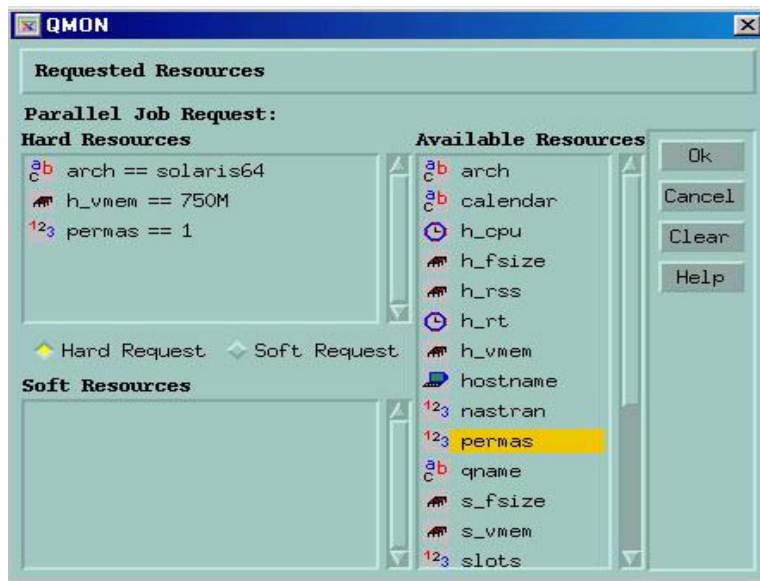 QMON
Requested Resources
Parallel Job Request:
Hard Resources
arch == solaris64
h_vmem == 750M
permas == 1
Hard Request
Soft Request
Soft Resources
Available Resources
arch
calendar
h_cpu
h_fsize
h_rss
h_rt
h_vmem
hostname
nastran
permas
qname
s_fsize
s_vmem
slots
Ok
Cancel
Clear
Help